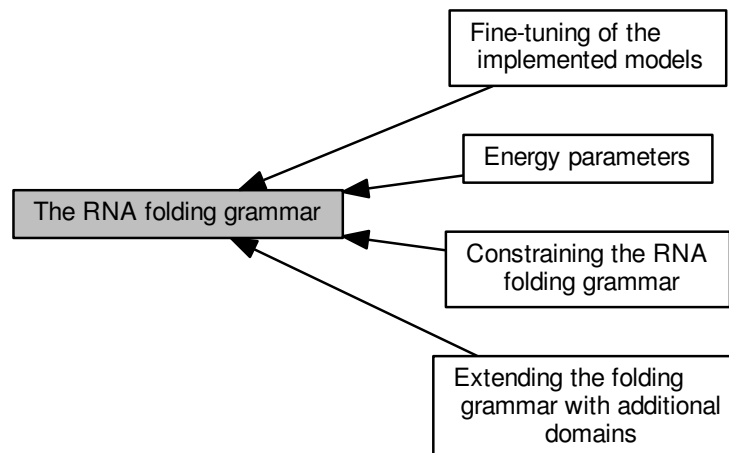 Fine-tuning of the
implemented models
Energy parameters
The RNA folding grammar
Constraining the RNA
folding grammar
Extending the folding
grammar with additional
domains